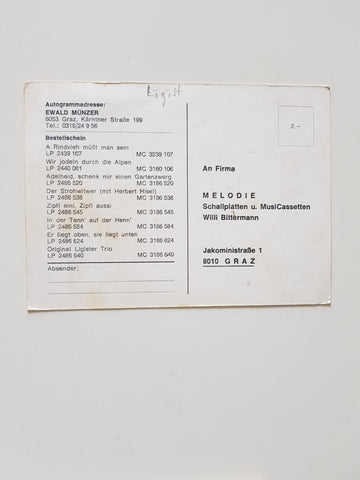 Ligist
Autogrammadresse:
EWALD MÜNZER
8053 Graz, Kärntner Straße 199
Tel.: 0316/24 9 56
Bestellschein
A Rindvieh müßt man sein
LP 2439 107 MC 3239 107
Wir jodeln durch die Alpen
LP 2440 081 MC 3160 106
Adelheid, schenk mir einen Gartenzwerg
LP 2486 520 MC 3186 520
Der Strohwitwer (mit Herbert Hisel)
LP 2486 538 MC 3186 538
Zipfl eini, Zipfl aussi
LP 2486 545 MC 3186 545
In der Tenn' auf der Henn'
LP 2486 584 MC 3186 584
Er liegt oben, sie liegt unten
LP 2486 624 MC 3186 624
Original Ligister Trio
LP 2486 640 MC 3186 640
Absender:
2.–
An Firma
MELODIE
Schallplatten u. MusiCassetten
Willi Bittermann
Jakoministraße 1
8010 GRAZ